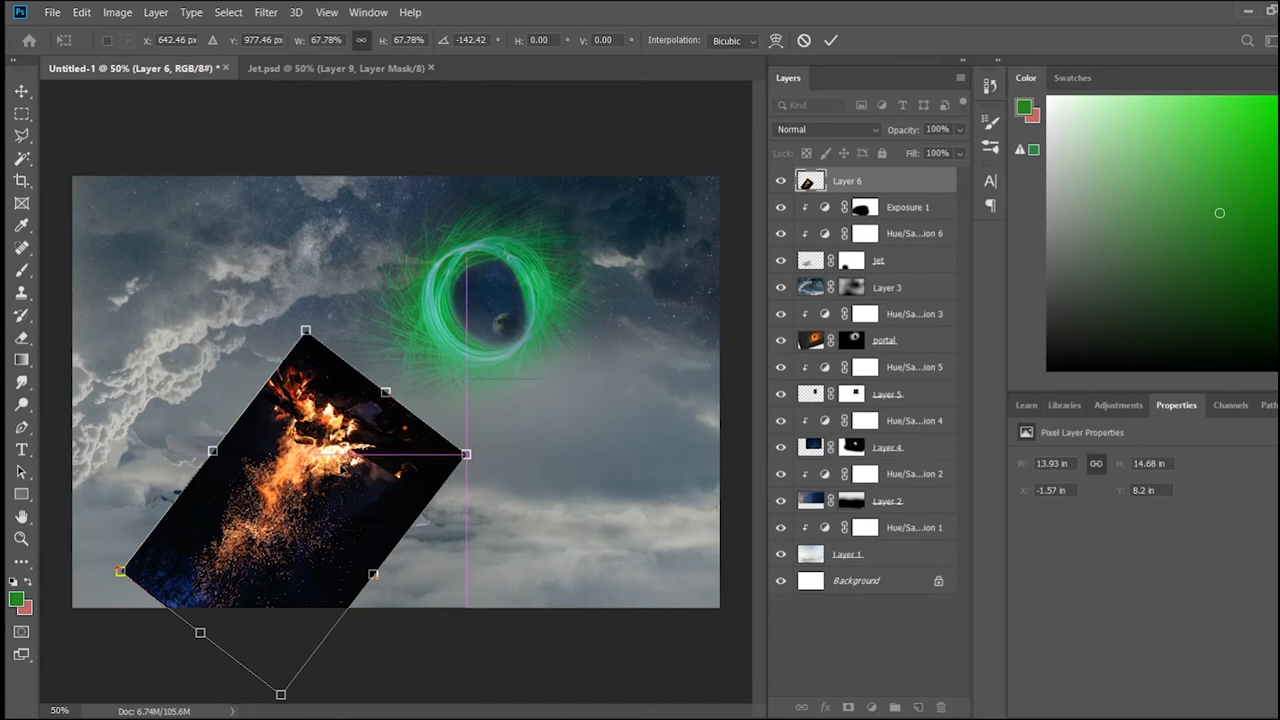 Ps File Edit Image Layer Type Select Filter 3D View Window Help
X: 642.46 px Y: 977.46 px W: 67.78% H: 67.78% -142.42 ° H: 0.00 ° V: 0.00 ° Interpolation: Bicubic
Untitled-1 @ 50% (Layer 6, RGB/8#) * × Jet.psd @ 50% (Layer 9, Layer Mask/8) ×
Layers
Color Swatches
Kind
Normal Opacity: 100%
Lock: Fill: 100%
Layer 6
Exposure 1
Hue/Sa...ion 6
jet
Layer 3
Hue/Sa...ion 3
portal
Hue/Sa...ion 5
Layer 5
Hue/Sa...ion 4
Layer 4
Hue/Sa...ion 2
Layer 2
Hue/Sa...ion 1
Layer 1
Background
Learn Libraries Adjustments Properties Channels Pat
Pixel Layer Properties
W: 13.93 in H: 14.68 in
X: -1.57 in Y: 8.2 in
50% Doc: 6.74M/105.6M